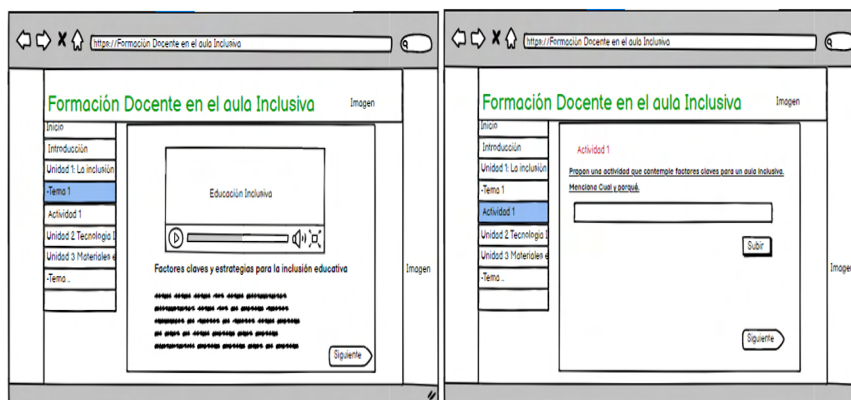 https://Formación Docente en el aula Inclusiva
Formación Docente en el aula Inclusiva
Imagen
Inicio
Introducción
Unidad 1: La inclusión
-Tema 1
Actividad 1
Unidad 2 Tecnología I
Unidad 3 Materiales e
-Tema ..
Educación Inclusiva
Factores claves y estrategias para la inclusión educativa
Siguiente
Imagen
https://Formación Docente en el aula Inclusiva
Formación Docente en el aula Inclusiva
Imagen
Inicio
Introducción
Unidad 1: La inclusión
-Tema 1
Actividad 1
Unidad 2 Tecnología I
Unidad 3 Materiales e
-Tema ..
Actividad 1
Propon una actividad que contemple factores claves para un aula inclusiva.
Menciona Cual y porqué.
Subir
Siguiente
Imagen